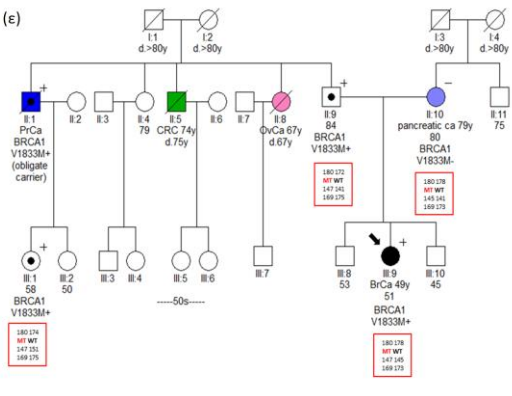 (ε)
I:1
d.>80y
I:2
d.>80y
I:3
d.>80y
I:4
d.>80y
+
II:1
PrCa
BRCA1
V1833M+
(obligate
carrier)
II:2
II:3
II:4
79
II:5
CRC 74y
d.75y
II:6
II:7
II:8
OvCa 67y
d.67y
+
II:9
84
BRCA1
V1833M+
180 172
MT WT
147 141
169 175
–
II:10
pancreatic ca 79y
80
BRCA1
V1833M-
180 178
MT WT
145 141
169 173
II:11
75
+
III:1
58
BRCA1
V1833M+
180 174
MT WT
147 151
169 175
III:2
50
III:3
III:4
III:5
III:6
-----50s-----
III:7
III:8
53
+
III:9
BrCa 49y
51
BRCA1
V1833M+
180 178
MT WT
147 145
169 173
III:10
45